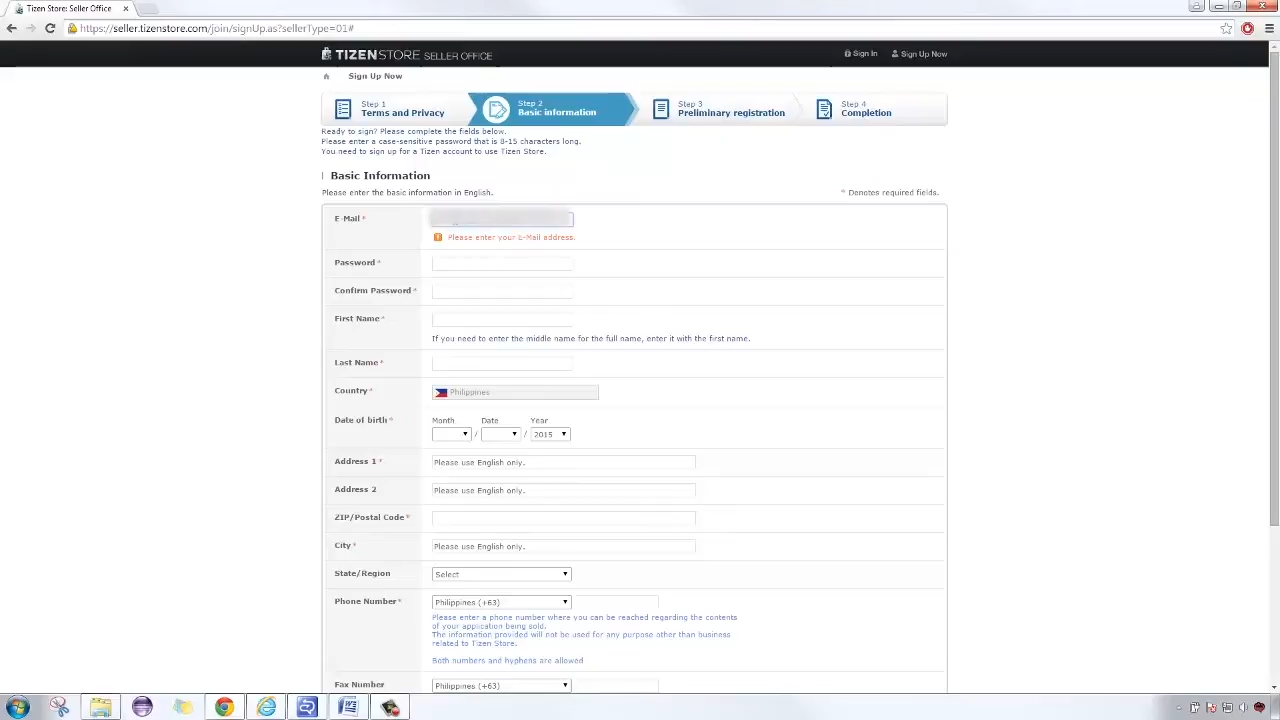 Tizen Store: Seller Office
https://seller.tizenstore.com/join/signUp.as?sellerType=01#
TIZEN STORE SELLER OFFICE
Sign In
Sign Up Now
Sign Up Now
Step 1
Terms and Privacy
Step 2
Basic information
Step 3
Preliminary registration
Step 4
Completion
Ready to sign? Please complete the fields below.
Please enter a case-sensitive password that is 8-15 characters long.
You need to sign up for a Tizen account to use Tizen Store.
Basic Information
Please enter the basic information in English.
* Denotes required fields.
E-Mail *
Please enter your E-Mail address.
Password *
Confirm Password *
First Name *
If you need to enter the middle name for the full name, enter it with the first name.
Last Name *
Country *
Philippines
Date of birth *
Month Date Year
/ / 2015
Address 1 *
Please use English only.
Address 2
Please use English only.
ZIP/Postal Code *
City *
Please use English only.
State/Region
Select
Phone Number *
Philippines (+63)
Please enter a phone number where you can be reached regarding the contents
of your application being sold.
The information provided will not be used for any purpose other than business
related to Tizen Store.
Both numbers and hyphens are allowed
Fax Number
Philippines (+63)